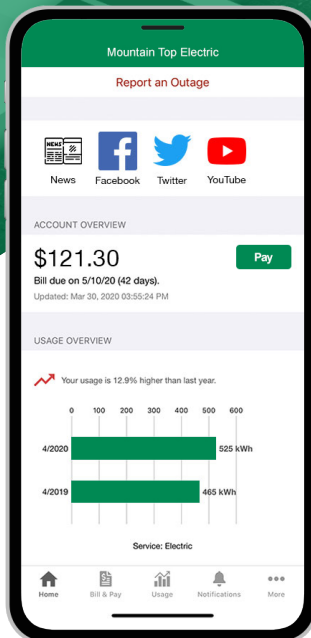 Mountain Top Electric
Report an Outage
NEWS
News Facebook Twitter YouTube
ACCOUNT OVERVIEW
$121.30
Pay
Bill due on 5/10/20 (42 days).
Updated: Mar 30, 2020 03:55:24 PM
USAGE OVERVIEW
Your usage is 12.9% higher than last year.
0 100 200 300 400 500 600
4/2020 525 kWh
4/2019 465 kWh
Service: Electric
Home Bill & Pay Usage Notifications More